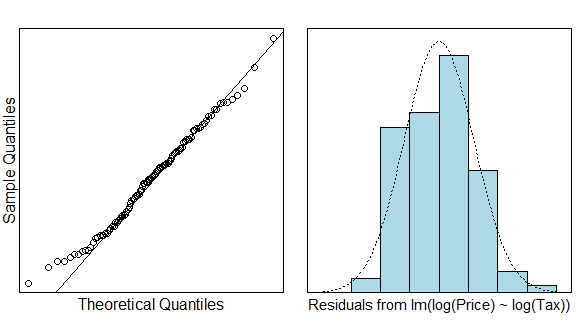 Sample Quantiles
Theoretical Quantiles
Residuals from lm(log(Price) ~ log(Tax))